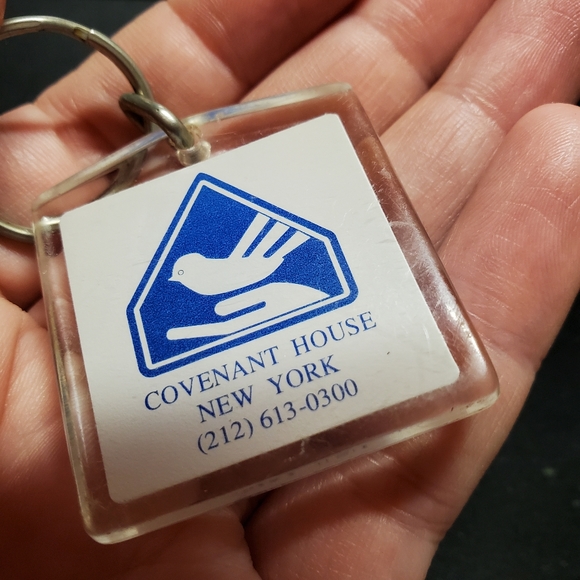 COVENANT HOUSE
NEW YORK
(212) 613-0300